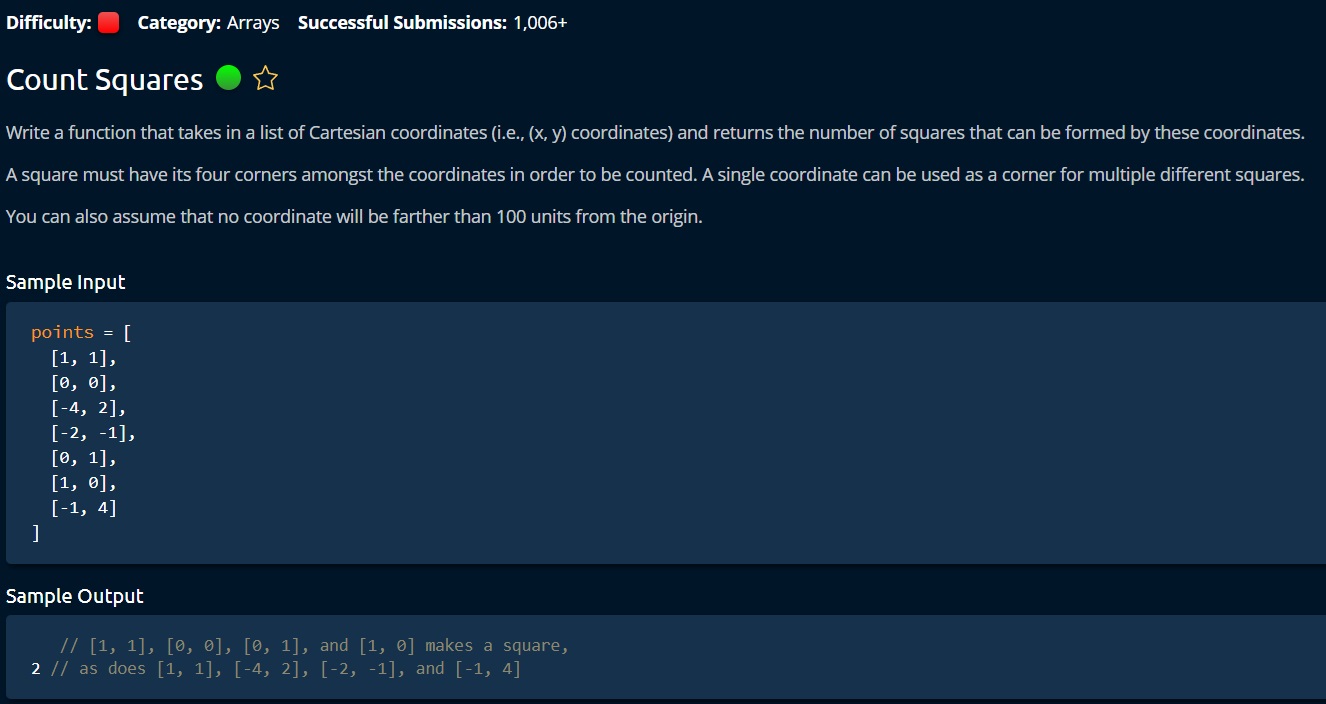 Difficulty: Category: Arrays Successful Submissions: 1,006+
Count Squares
Write a function that takes in a list of Cartesian coordinates (i.e., (x, y) coordinates) and returns the number of squares that can be formed by these coordinates.
A square must have its four corners amongst the coordinates in order to be counted. A single coordinate can be used as a corner for multiple different squares.
You can also assume that no coordinate will be farther than 100 units from the origin.
Sample Input
points = [
[1, 1],
[0, 0],
[-4, 2],
[-2, -1],
[0, 1],
[1, 0],
[-1, 4]
]
Sample Output
// [1, 1], [0, 0], [0, 1], and [1, 0] makes a square,
2 // as does [1, 1], [-4, 2], [-2, -1], and [-1, 4]